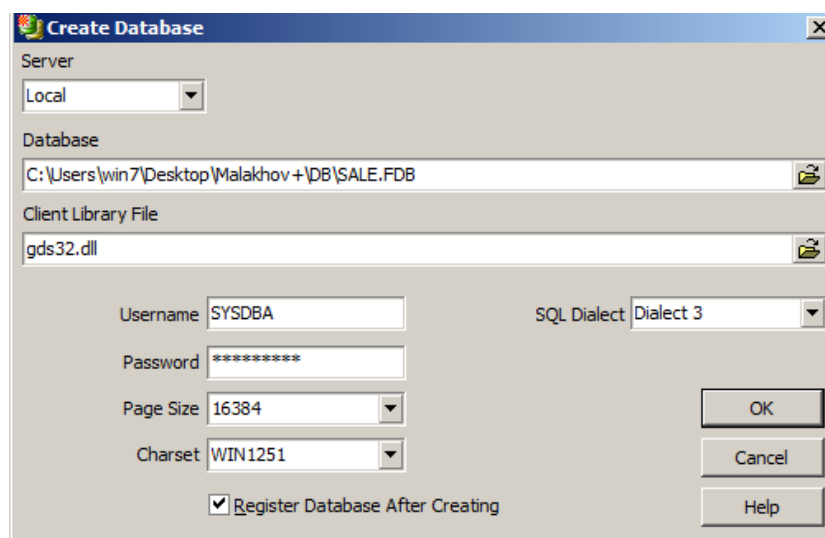 Create Database
Server
Local
Database
C:\Users\win7\Desktop\Malakhov+\DB\SALE.FDB
Client Library File
gds32.dll
Username SYSDBA SQL Dialect Dialect 3
Password *********
Page Size 16384 OK
Charset WIN1251 Cancel
Register Database After Creating Help